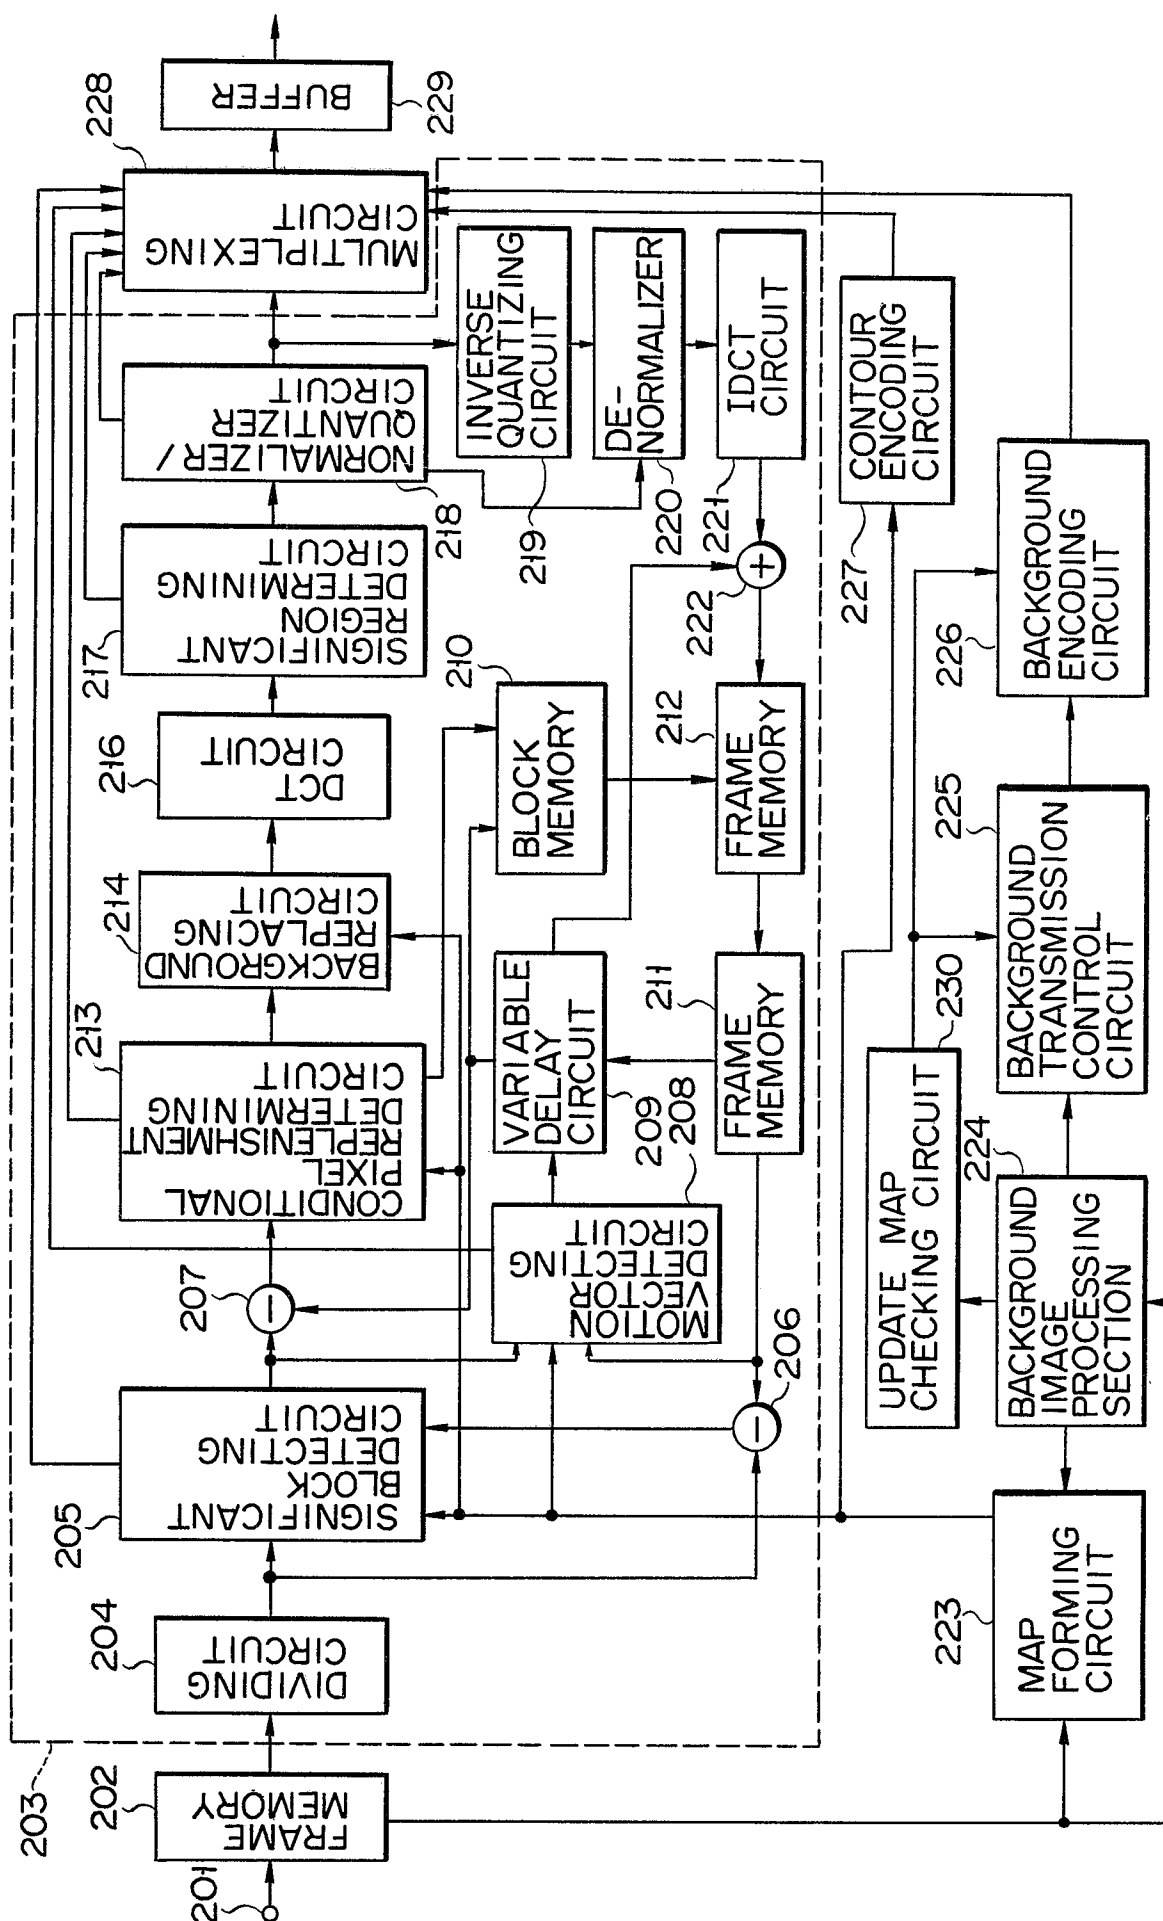 201
FRAME
MEMORY
202
203
DIVIDING
CIRCUIT
204
SIGNIFICANT
BLOCK
DETECTING
CIRCUIT
205
206
207
MOTION
VECTOR
DETECTING
CIRCUIT
208
VARIABLE
DELAY
CIRCUIT
209
BLOCK
MEMORY
210
FRAME
MEMORY
211
FRAME
MEMORY
212
CONDITIONAL
PIXEL
REPLENISHMENT
DETERMINING
CIRCUIT
213
BACKGROUND
REPLACING
CIRCUIT
214
DCT
CIRCUIT
216
SIGNIFICANT
REGION
DETERMINING
CIRCUIT
217
NORMALIZER/
QUANTIZER
CIRCUIT
218
INVERSE
QUANTIZING
CIRCUIT
219
DE-
NORMALIZER
220
IDCT
CIRCUIT
221
+
222
−
−
MAP
FORMING
CIRCUIT
223
BACKGROUND
IMAGE
PROCESSING
SECTION
224
BACKGROUND
TRANSMISSION
CONTROL
CIRCUIT
225
BACKGROUND
ENCODING
CIRCUIT
226
CONTOUR
ENCODING
CIRCUIT
227
MULTIPLEXING
CIRCUIT
228
BUFFER
229
UPDATE MAP
CHECKING CIRCUIT
230